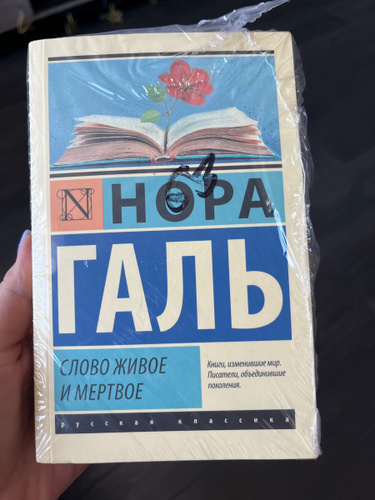 N НОРА
ГАЛЬ
СЛОВО ЖИВОЕ
И МЕРТВОЕ
Книги, изменившие мир.
Писатели, объединившие
поколения.
русская классика